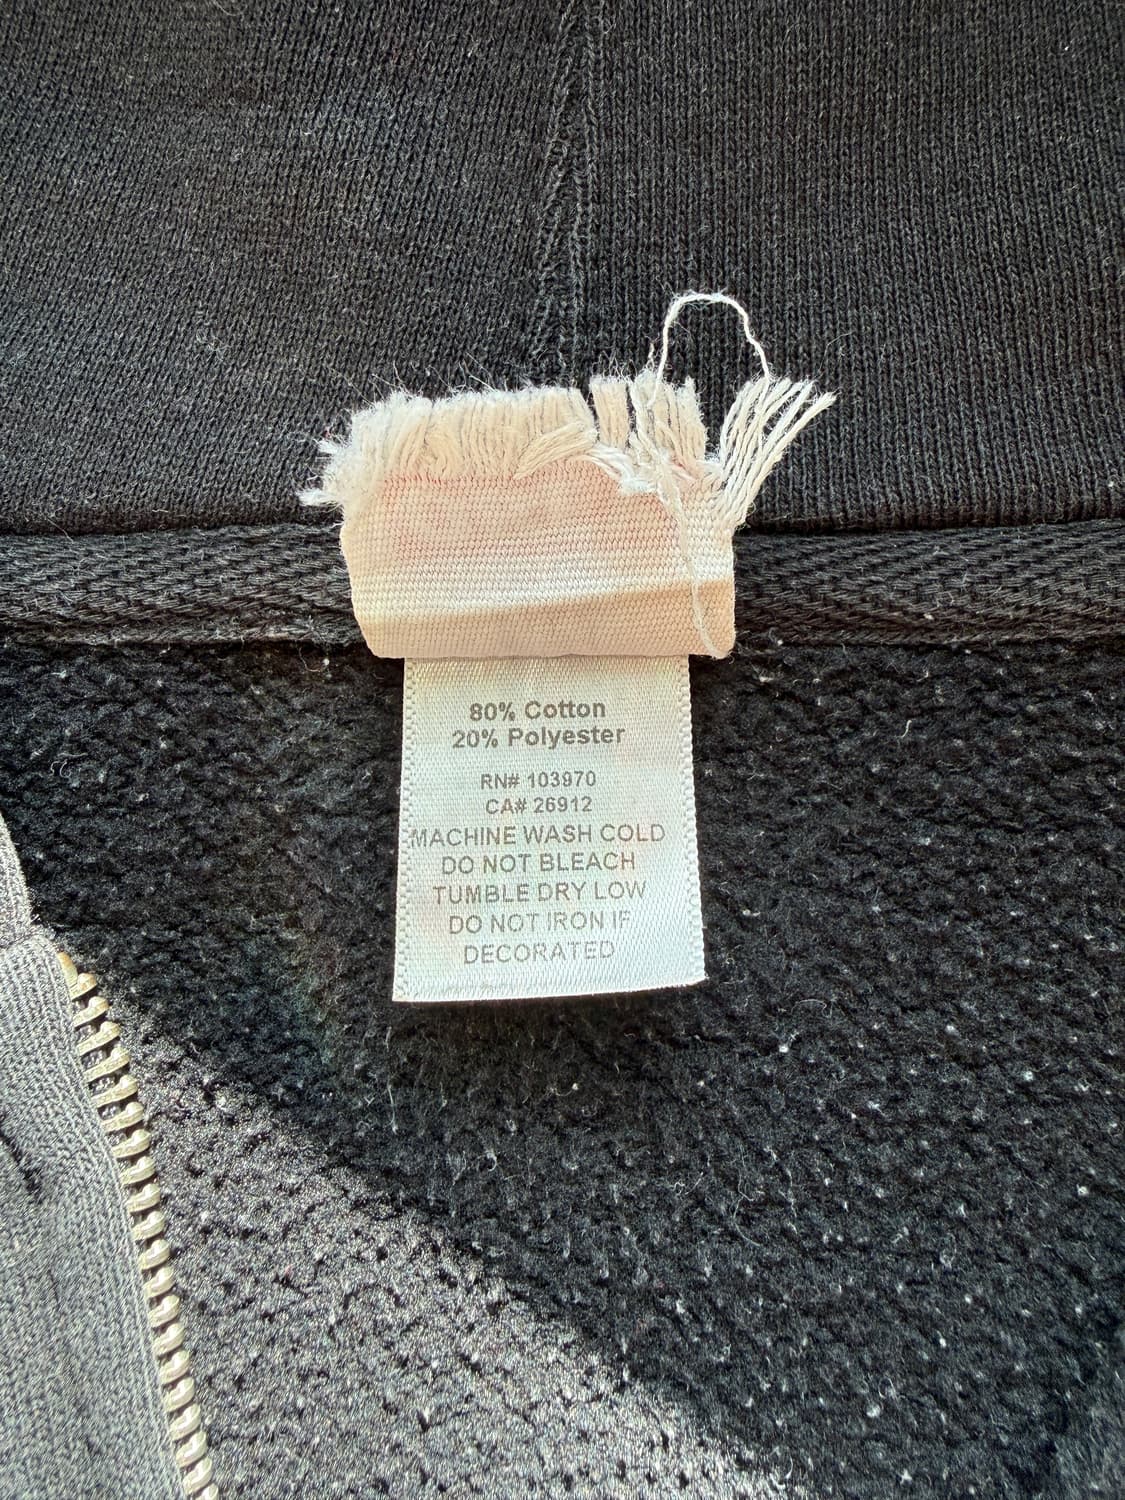 80% Cotton
20% Polyester
RN# 103970
CA# 26912
MACHINE WASH COLD
DO NOT BLEACH
TUMBLE DRY LOW
DO NOT IRON IF
DECORATED